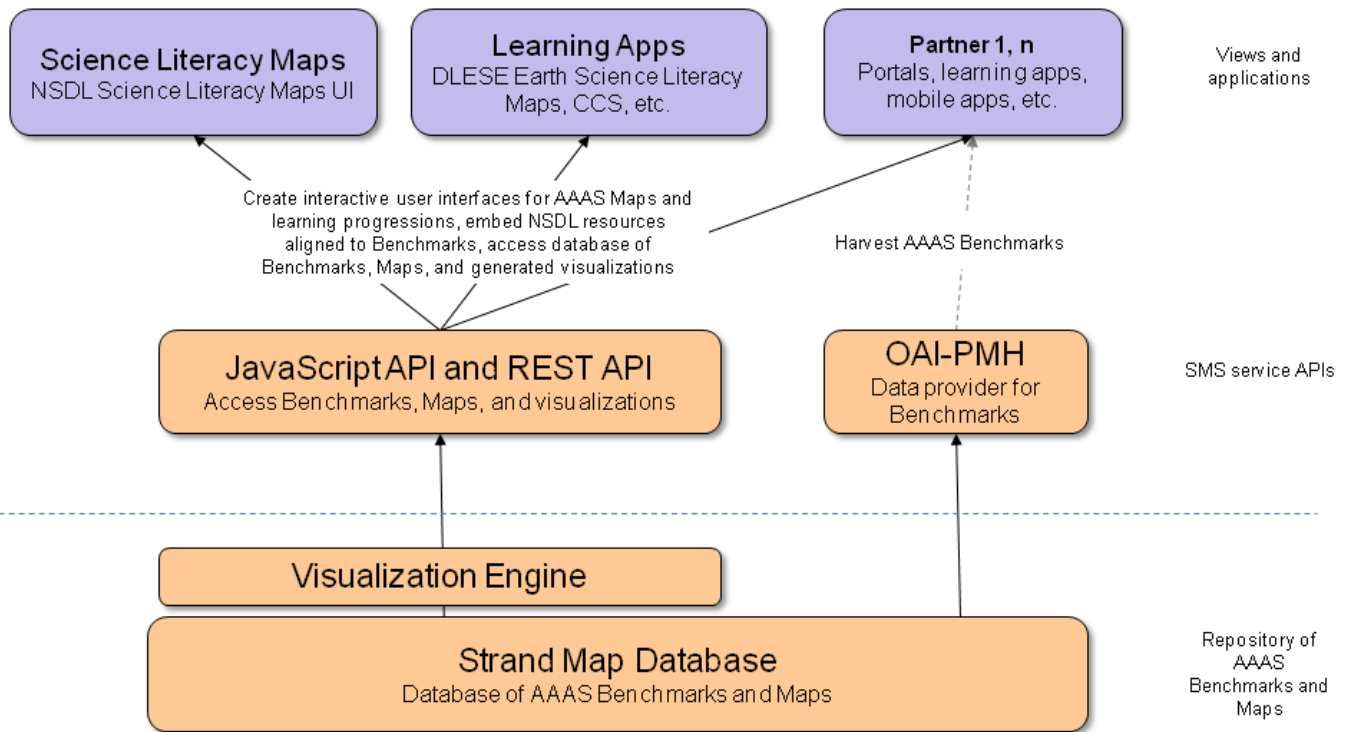 Science Literacy Maps
NSDL Science Literacy Maps UI
Learning Apps
DLESE Earth Science Literacy
Maps, CCS, etc.
Partner 1, n
Portals, learning apps,
mobile apps, etc.
Views and
applications
Create interactive user interfaces for AAAS Maps and
learning progressions, embed NSDL resources
aligned to Benchmarks, access database of
Benchmarks, Maps, and generated visualizations
Harvest AAAS Benchmarks
JavaScript API and REST API
Access Benchmarks, Maps, and visualizations
OAI-PMH
Data provider for
Benchmarks
SMS service APIs
Visualization Engine
Strand Map Database
Database of AAAS Benchmarks and Maps
Repository of
AAAS
Benchmarks and
Maps